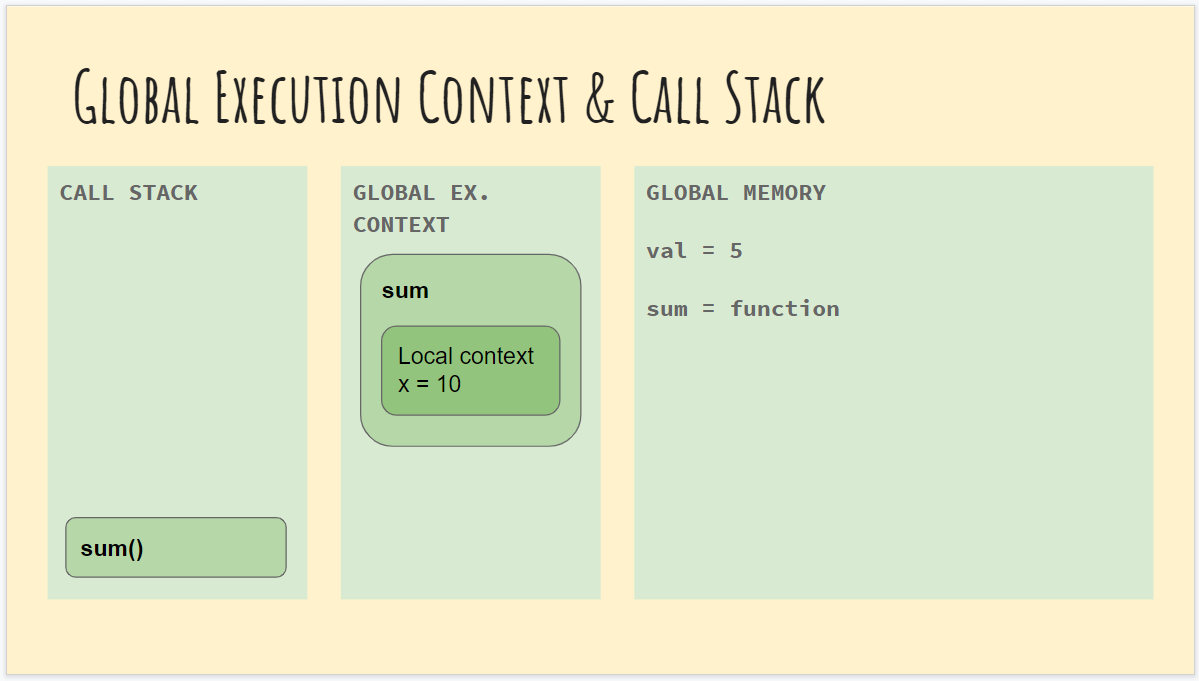 Global Execution Context & Call Stack
CALL STACK
sum()
GLOBAL EX.
CONTEXT
sum
Local context
x = 10
GLOBAL MEMORY
val = 5
sum = function